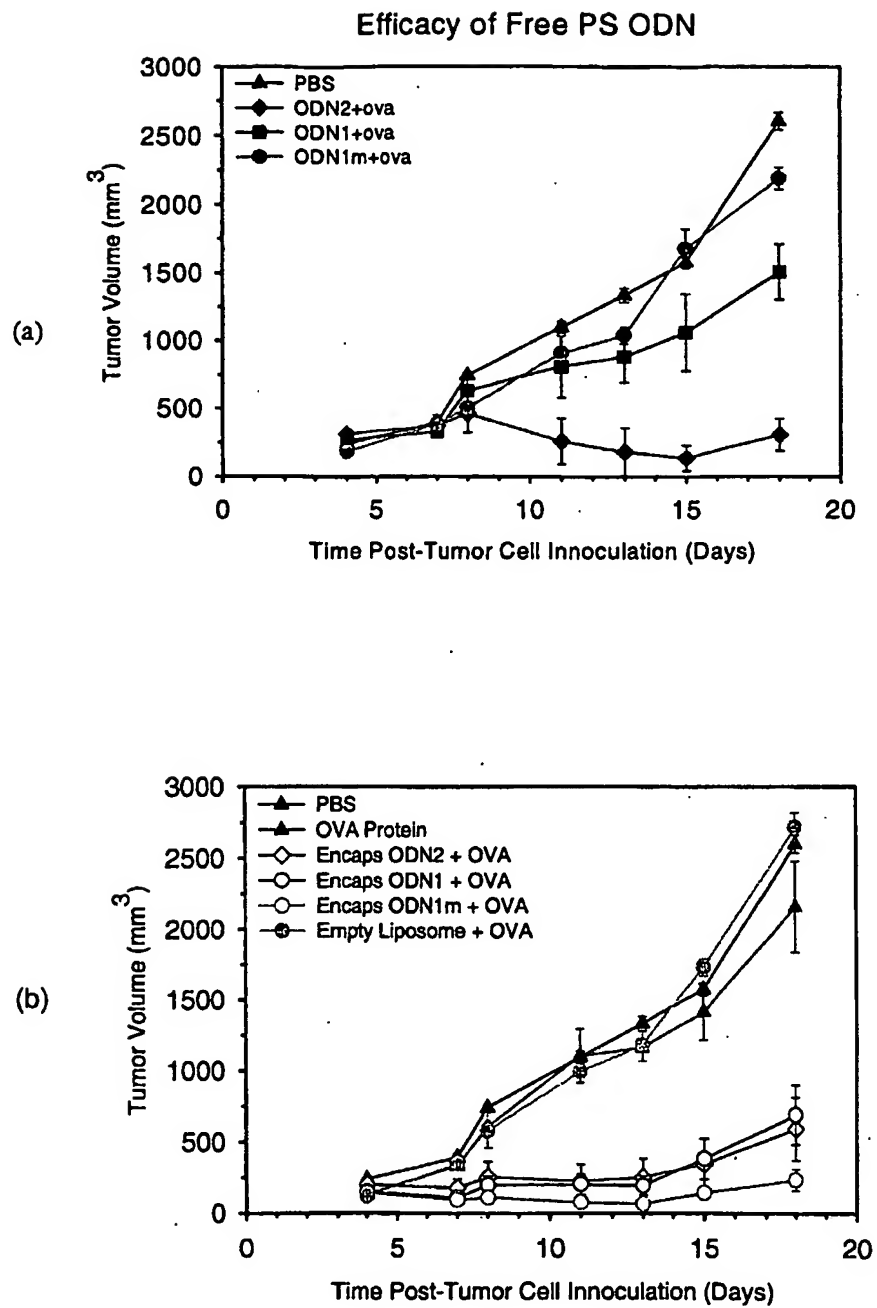 Efficacy of Free PS ODN
(a)
Tumor Volume (mm3)
3000
2500
2000
1500
1000
500
0
PBS
ODN2+ova
ODN1+ova
ODN1m+ova
0 5 10 15 20
Time Post-Tumor Cell Innoculation (Days)
(b)
Tumor Volume (mm3)
3000
2500
2000
1500
1000
500
0
PBS
OVA Protein
Encaps ODN2 + OVA
Encaps ODN1 + OVA
Encaps ODN1m + OVA
Empty Liposome + OVA
0 5 10 15 20
Time Post-Tumor Cell Innoculation (Days)